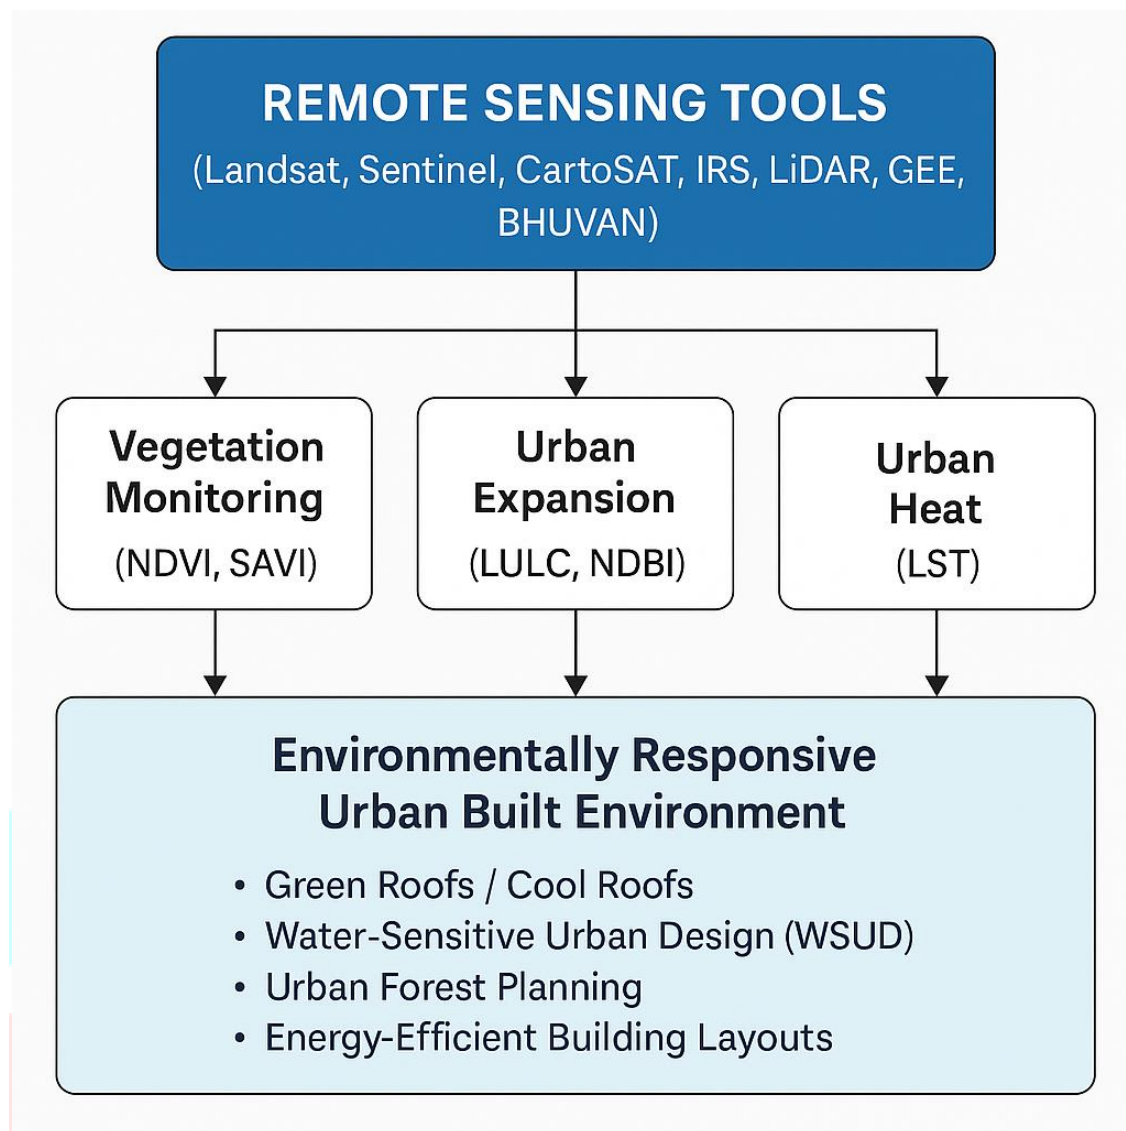 REMOTE SENSING TOOLS
(Landsat, Sentinel, CartoSAT, IRS, LiDAR, GEE,
BHUVAN)
Vegetation
Monitoring
(NDVI, SAVI)
Urban
Expansion
(LULC, NDBI)
Urban
Heat
(LST)
Environmentally Responsive
Urban Built Environment
• Green Roofs / Cool Roofs
• Water-Sensitive Urban Design (WSUD)
• Urban Forest Planning
• Energy-Efficient Building Layouts